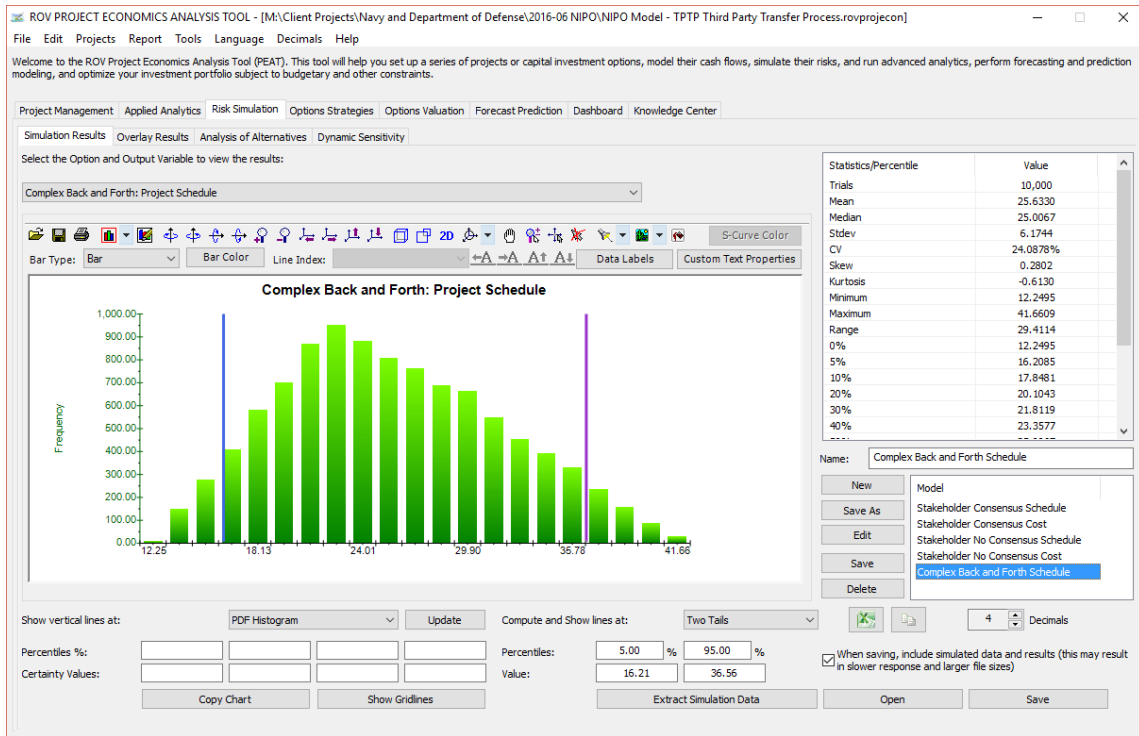 ROV PROJECT ECONOMICS ANALYSIS TOOL - [M:\Client Projects\Navy and Department of Defense\2016-06 NIPO\NIPO Model - TPTP Third Party Transfer Process.rovprojecon]
File Edit Projects Report Tools Language Decimals Help
Welcome to the ROV Project Economics Analysis Tool (PEAT). This tool will help you set up a series of projects or capital investment options, model their cash flows, simulate their risks, and run advanced analytics, perform forecasting and prediction
modeling, and optimize your investment portfolio subject to budgetary and other constraints.
Project Management Applied Analytics Risk Simulation Options Strategies Options Valuation Forecast Prediction Dashboard Knowledge Center
Simulation Results Overlay Results Analysis of Alternatives Dynamic Sensitivity
Select the Option and Output Variable to view the results:
Complex Back and Forth: Project Schedule
2D S-Curve Color
Bar Type: Bar Bar Color Line Index: A A A A Data Labels Custom Text Properties
Complex Back and Forth: Project Schedule
Frequency
1,000.00
900.00
800.00
700.00
600.00
500.00
400.00
300.00
200.00
100.00
0.00
12.25 18.13 24.01 29.90 35.78 41.66
Statistics/Percentile Value
Trials 10,000
Mean 25.6330
Median 25.0067
Stdev 6.1744
CV 24.0878%
Skew 0.2802
Kurtosis -0.6130
Minimum 12.2495
Maximum 41.6609
Range 29.4114
0% 12.2495
5% 16.2085
10% 17.8481
20% 20.1043
30% 21.8119
40% 23.3577
Name: Complex Back and Forth Schedule
New
Save As
Edit
Save
Delete
Model
Stakeholder Consensus Schedule
Stakeholder Consensus Cost
Stakeholder No Consensus Schedule
Stakeholder No Consensus Cost
Complex Back and Forth Schedule
Show vertical lines at: PDF Histogram Update Compute and Show lines at: Two Tails 4 Decimals
Percentiles %: Percentiles: 5.00 % 95.00 %
Certainty Values: Value: 16.21 36.56
When saving, include simulated data and results (this may result
in slower response and larger file sizes)
Copy Chart Show Gridlines Extract Simulation Data Open Save